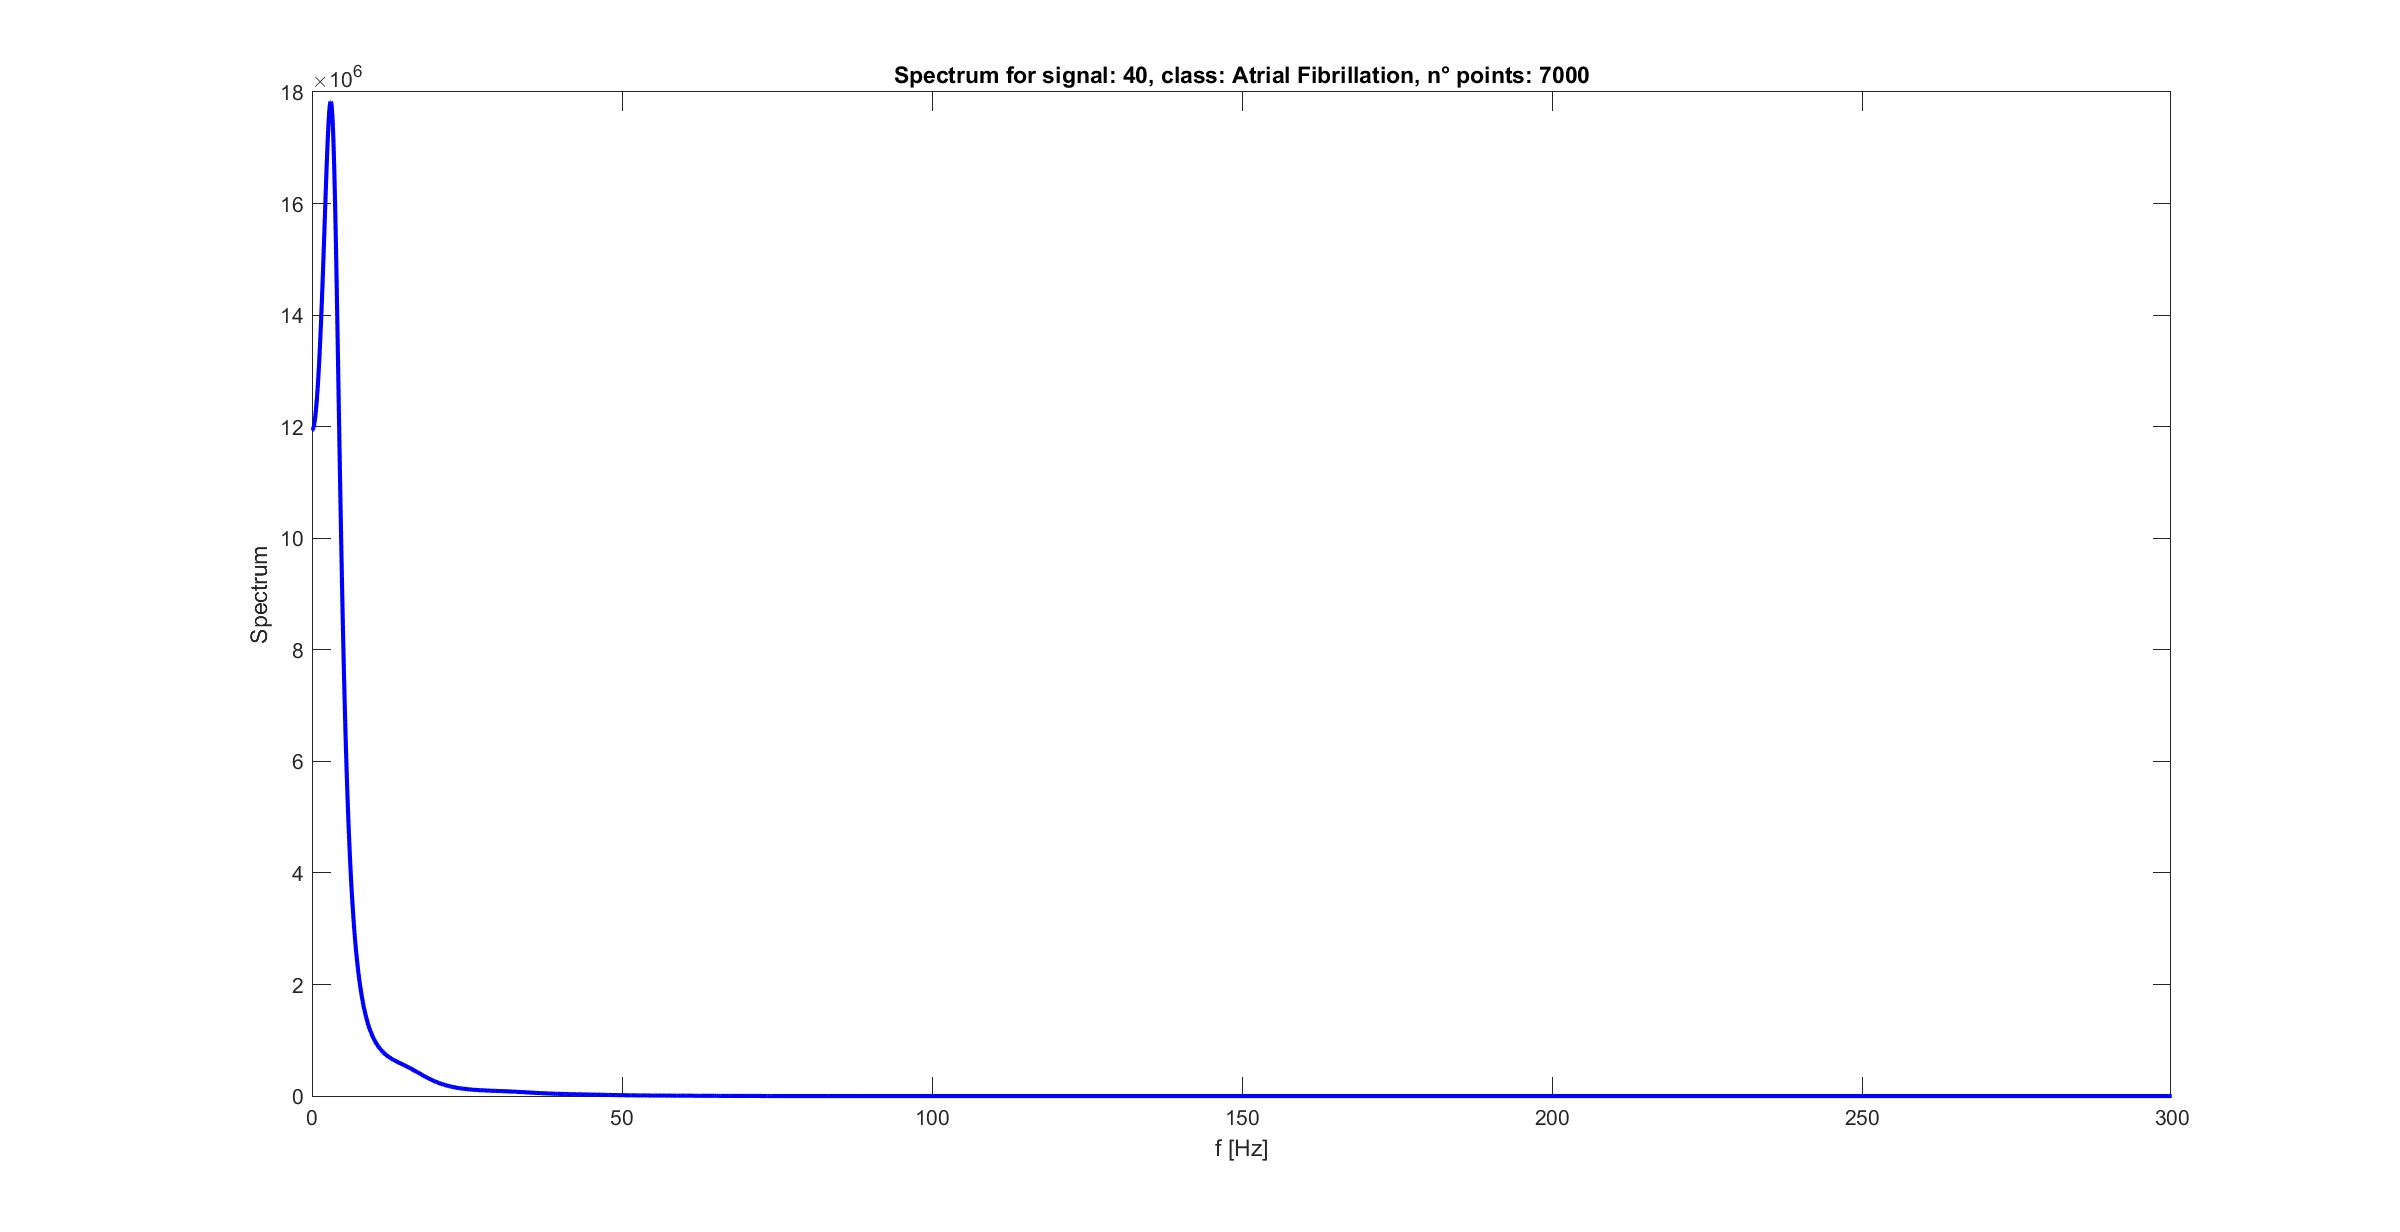 Spectrum for signal: 40, class: Atrial Fibrillation, n° points: 7000
×10^6
18
16
14
12
10
8
6
4
2
0
Spectrum
0 50 100 150 200 250 300
f [Hz]